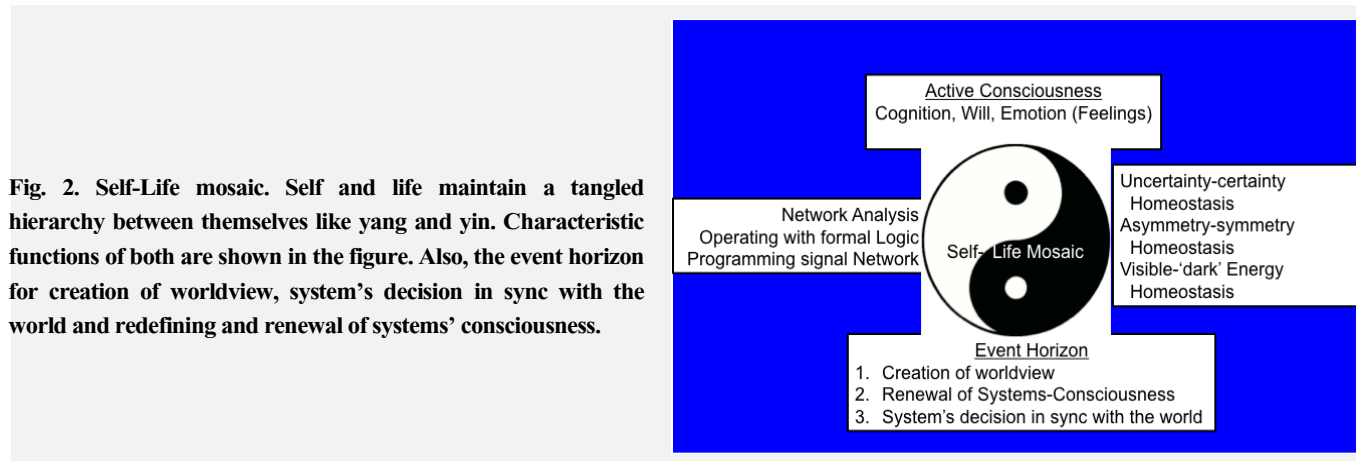 Fig. 2. Self-Life mosaic. Self and life maintain a tangled
hierarchy between themselves like yang and yin. Characteristic
functions of both are shown in the figure. Also, the event horizon
for creation of worldview, system’s decision in sync with the
world and redefining and renewal of systems’ consciousness.
Active Consciousness
Cognition, Will, Emotion (Feelings)
Network Analysis
Operating with formal Logic
Programming signal Network
Self- Life Mosaic
Uncertainty-certainty
Homeostasis
Asymmetry-symmetry
Homeostasis
Visible-‘dark’ Energy
Homeostasis
Event Horizon
1. Creation of worldview
2. Renewal of Systems-Consciousness
3. System’s decision in sync with the world